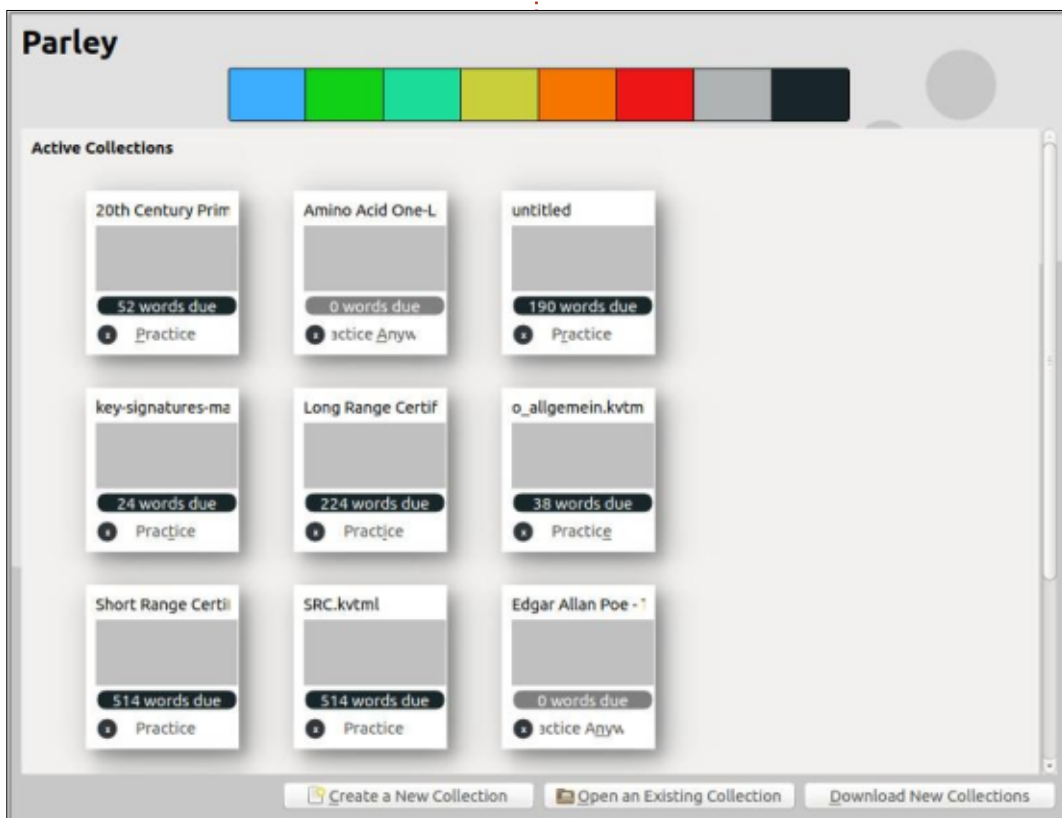 Parley
Active Collections
20th Century Prim
52 words due
x Practice
Amino Acid One-L
0 words due
x actice Anyw
untitled
190 words due
x Practice
key-signatures-ma
24 words due
x Practice
Long Range Certif
224 words due
x Practice
o_allgemein.kvtm
38 words due
x Practice
Short Range Certi
514 words due
x Practice
SRC.kvtml
514 words due
x Practice
Edgar Allan Poe -
0 words due
x actice Anyw
Create a New Collection
Open an Existing Collection
Download New Collections